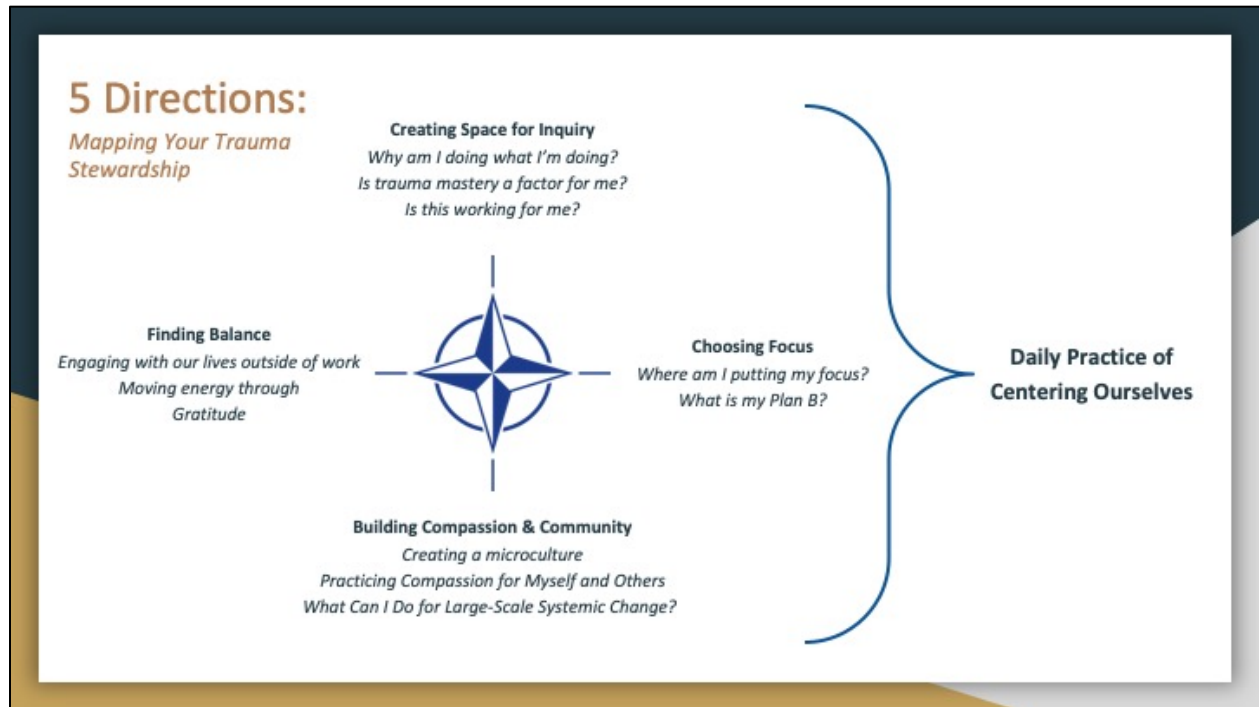 5 Directions:
Mapping Your Trauma
Stewardship
Creating Space for Inquiry
Why am I doing what I'm doing?
Is trauma mastery a factor for me?
Is this working for me?
Finding Balance
Engaging with our lives outside of work
Moving energy through
Gratitude
Choosing Focus
Where am I putting my focus?
What is my Plan B?
Building Compassion & Community
Creating a microculture
Practicing Compassion for Myself and Others
What Can I Do for Large-Scale Systemic Change?
Daily Practice of
Centering Ourselves